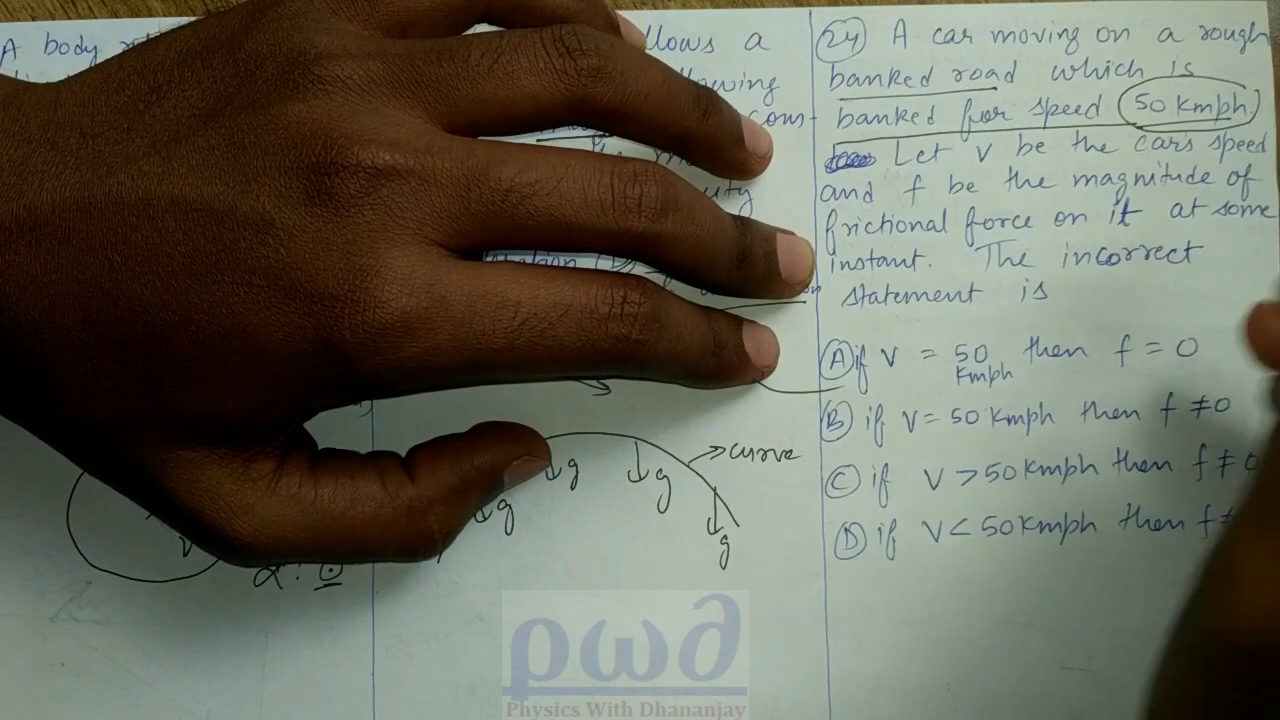 A body
llows a
lowing
cons-
(24) A car moving on a rough
banked road which is
banked for speed 50 kmph
Let v be the cars speed
and f be the magnitude of
frictional force on it at some
instant. The incorrect
statement is
(A) if v = 50 kmph then f = 0
(B) if v = 50 kmph then f ≠ 0
(C) if v > 50 kmph then f ≠ 0
(D) if v < 50 kmph then f ≠
→ curve
↓g ↓g ↓g ↓g
v
α : ⊙
ρω∂
Physics With Dhananjay